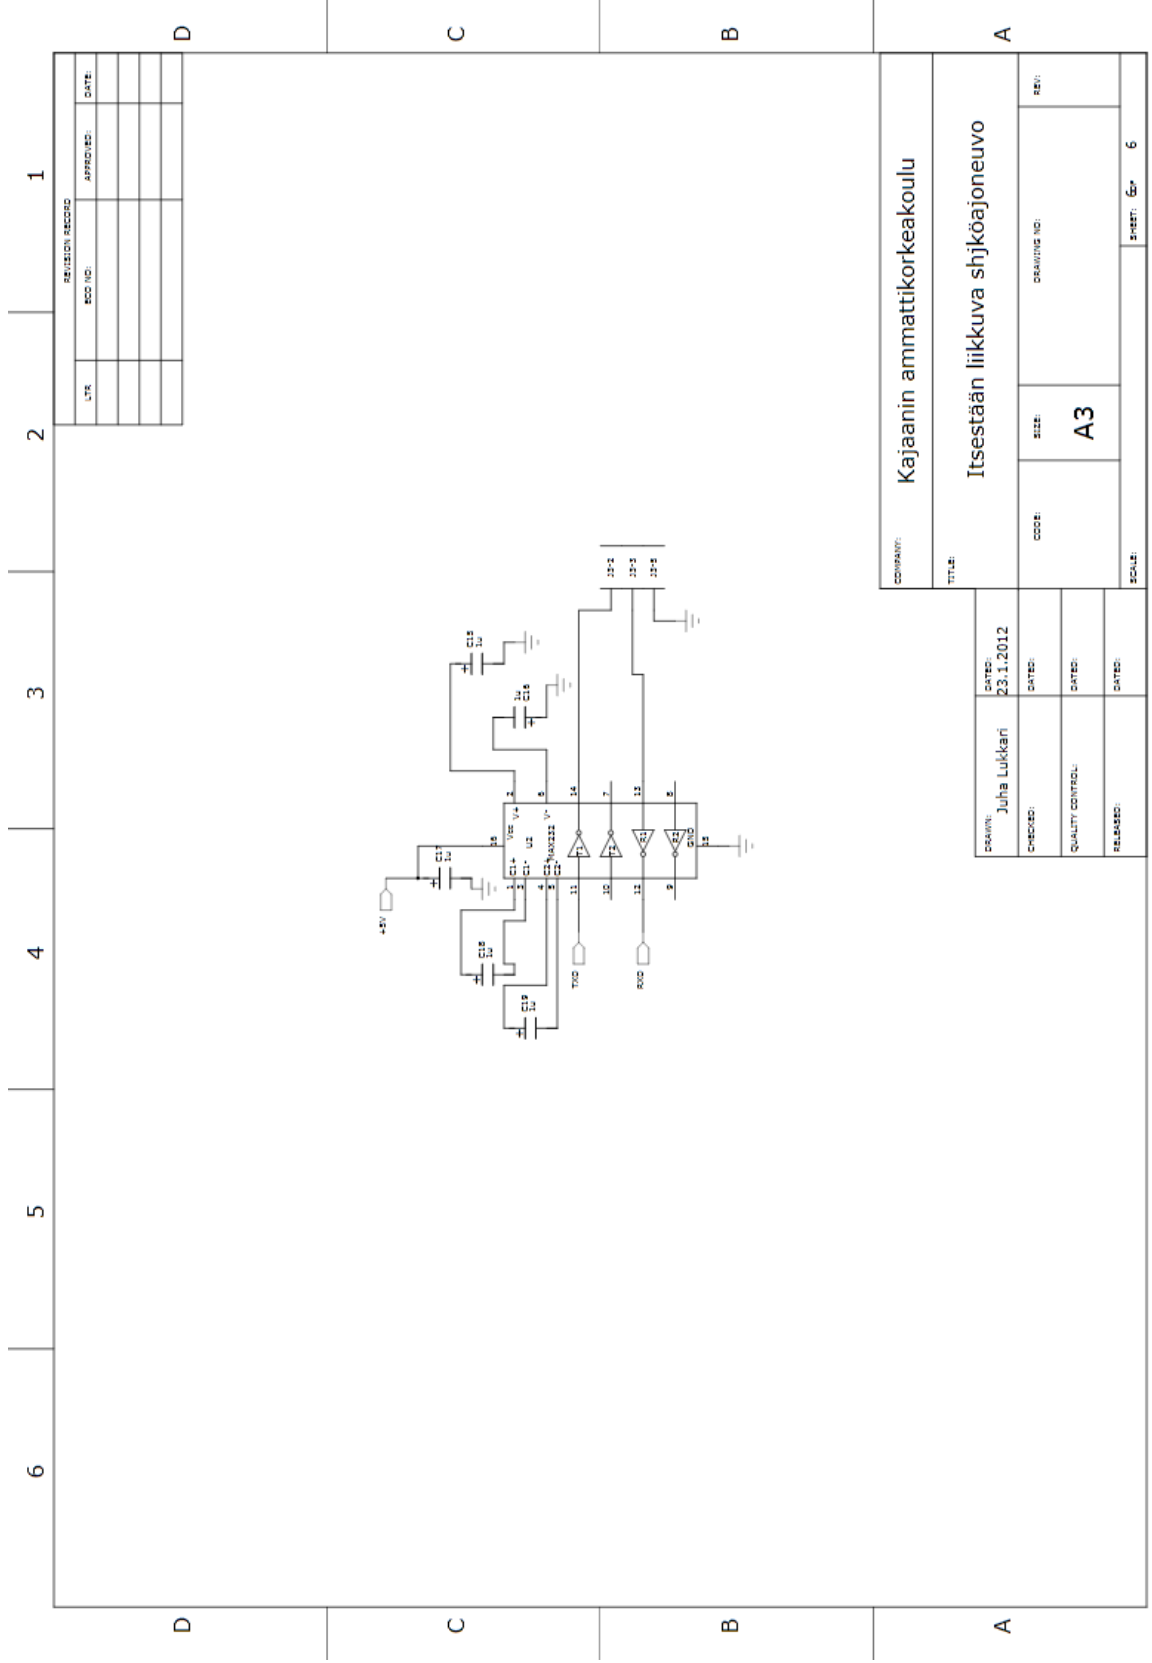 6
5
4
3
2
1
D
C
B
A
D
C
B
A
REVISION RECORD
LTR
ECO NO:
APPROVED:
DATE:
+5V
C17
1u
C18
1u
C19
1u
C15
1u
1u
C16
16
Vcc
1
C1+
3
C1-
4
C2+
5
C2-
U2
MAX232
V+
2
V-
6
TXD
11
T1
14
10
T2
7
RXD
12
R1
13
9
R2
8
GND
15
J3-2
J3-3
J3-5
COMPANY:
Kajaanin ammattikorkeakoulu
TITLE:
Itsestään liikkuva shjköajoneuvo
DRAWN:
Juha Lukkari
DATED:
23.1.2012
CHECKED:
DATED:
QUALITY CONTROL:
DATED:
RELEASED:
DATED:
CODE:
SIZE:
A3
DRAWING NO:
REV:
SCALE:
SHEET: 6OF 6